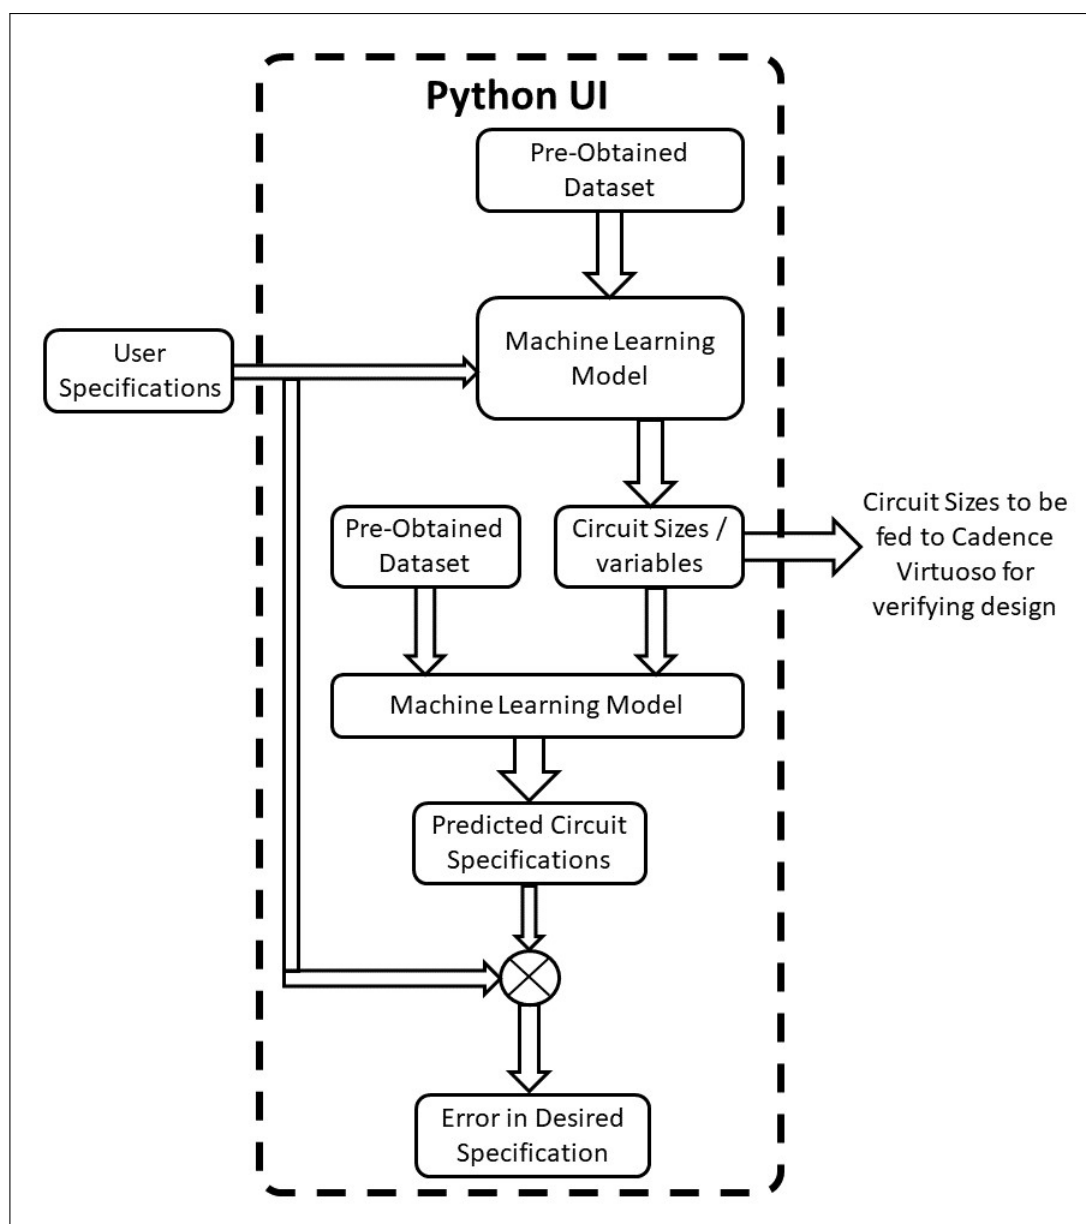 Python UI
Pre-Obtained
Dataset
User
Specifications
Machine Learning
Model
Pre-Obtained
Dataset
Circuit Sizes /
variables
Circuit Sizes to be
fed to Cadence
Virtuoso for
verifying design
Machine Learning Model
Predicted Circuit
Specifications
Error in Desired
Specification